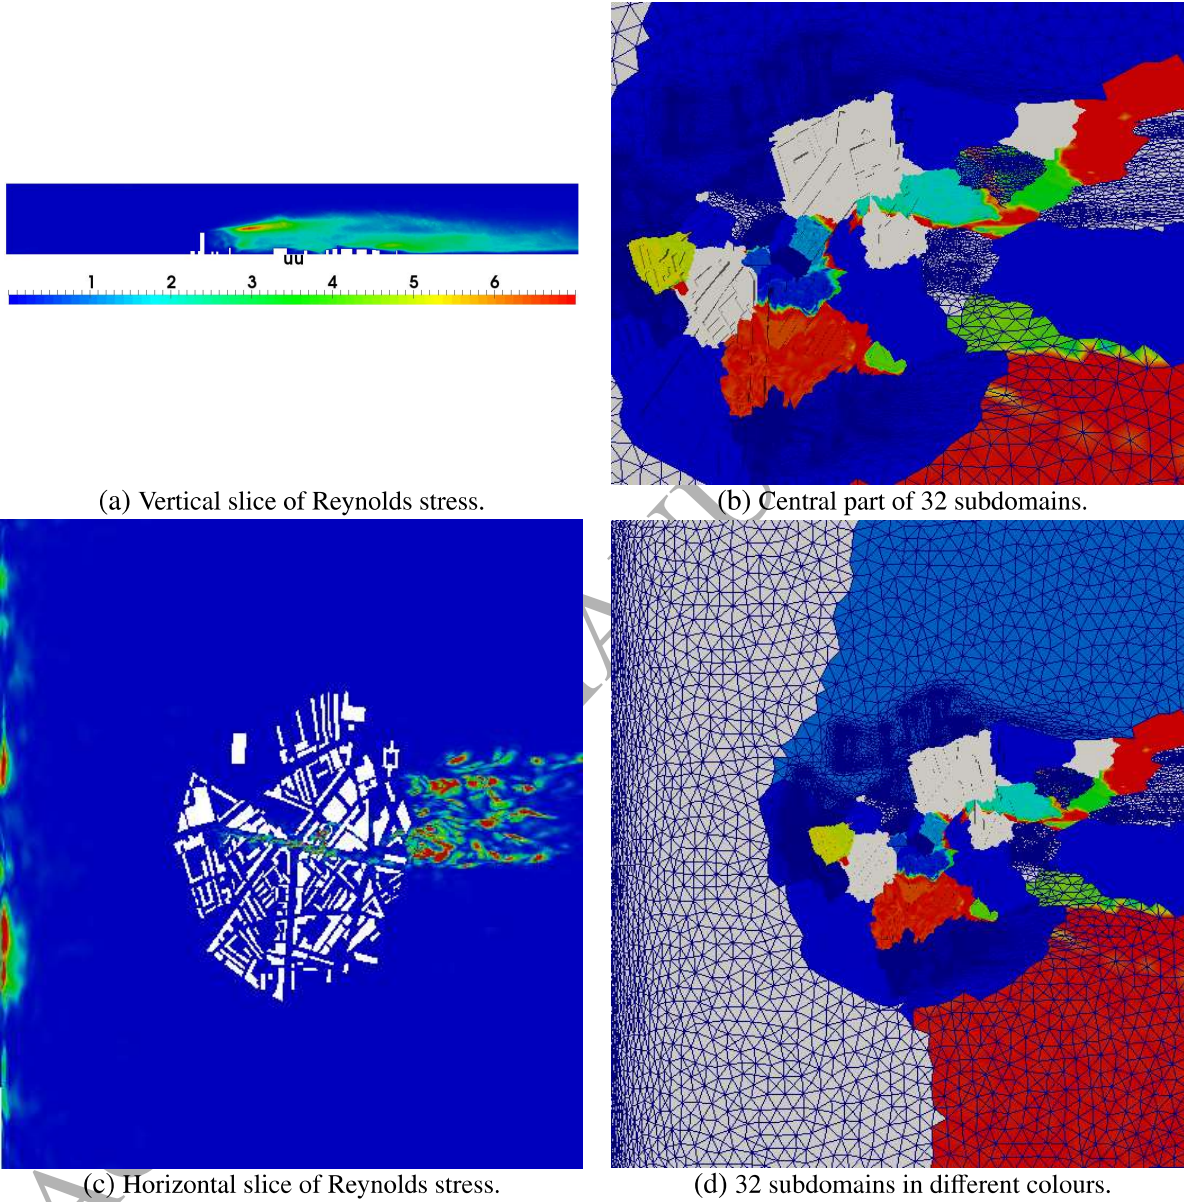 uu
1 2 3 4 5 6
(a) Vertical slice of Reynolds stress.
(b) Central part of 32 subdomains.
(c) Horizontal slice of Reynolds stress.
(d) 32 subdomains in different colours.